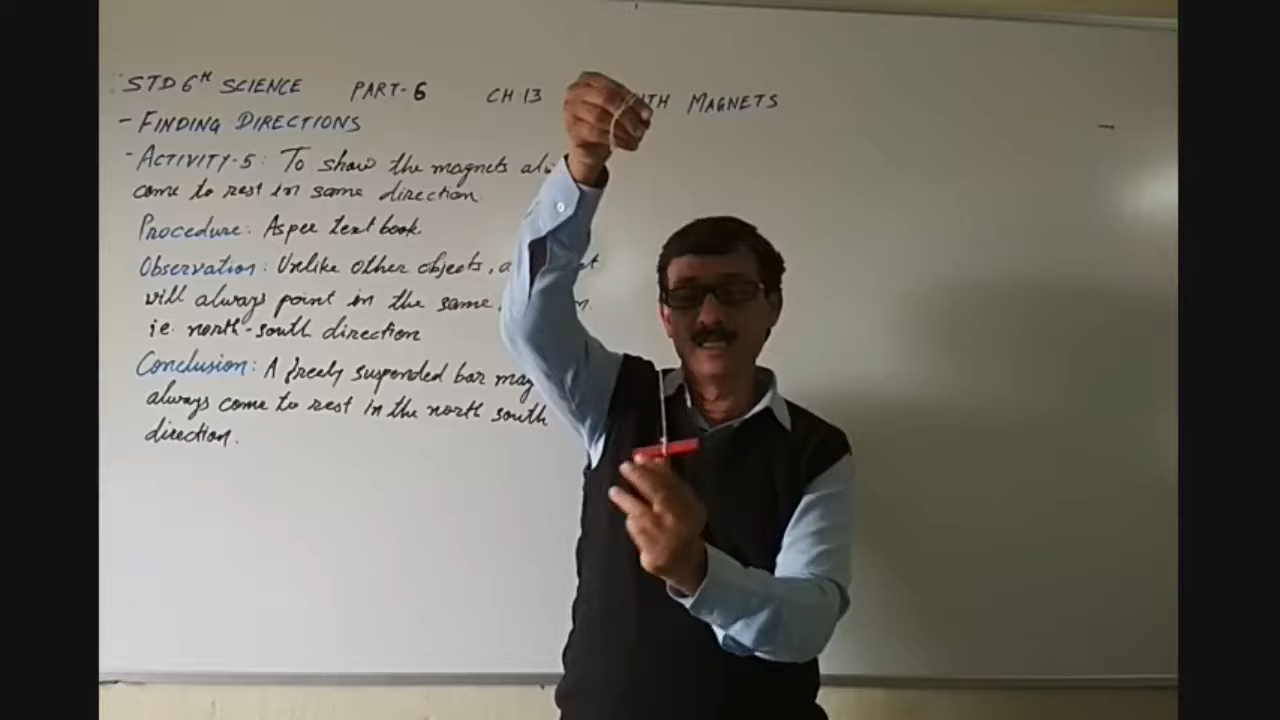 STD 6TH SCIENCE PART-6 CH 13 MAGNETS
- FINDING DIRECTIONS
- ACTIVITY-5: To show the magnets
come to rest in same direction.
Procedure: As per text book
Observation: Unlike other objects, a
will always point in the same
i.e. north-south direction
Conclusion: A freely suspended bar
always come to rest in the north south
direction.